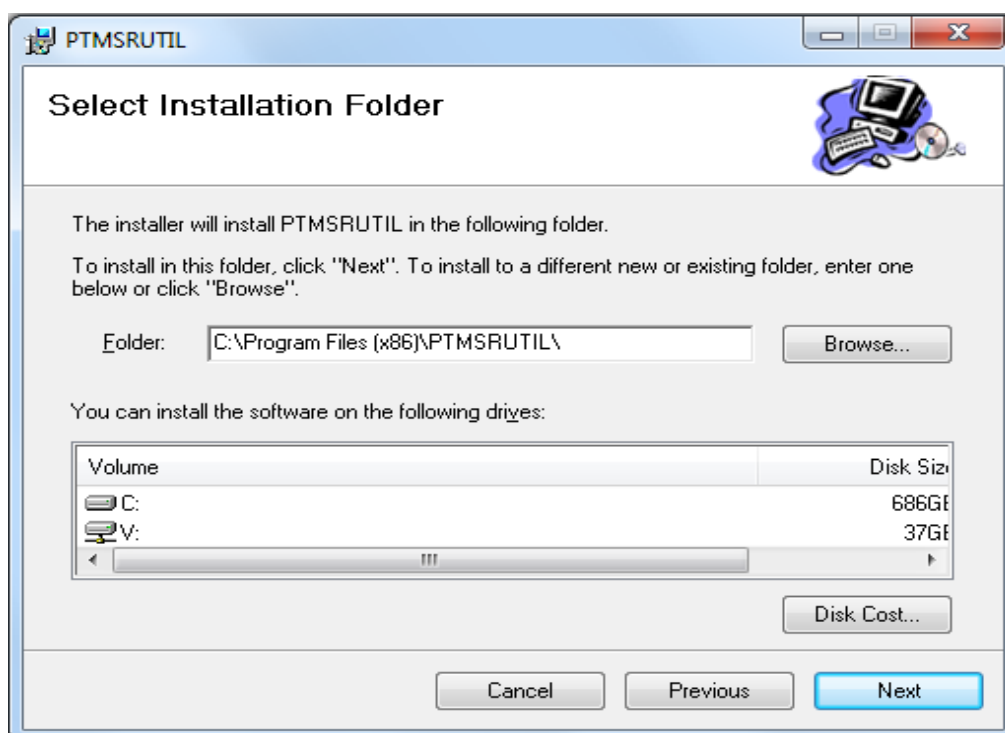 PTMSRUTIL
Select Installation Folder
The installer will install PTMSRUTIL in the following folder.
To install in this folder, click "Next". To install to a different new or existing folder, enter one
below or click "Browse".
Folder: C:\Program Files (x86)\PTMSRUTIL\ Browse...
You can install the software on the following drives:
Volume Disk Siz
C: 686GB
V: 37GB
Disk Cost...
Cancel Previous Next